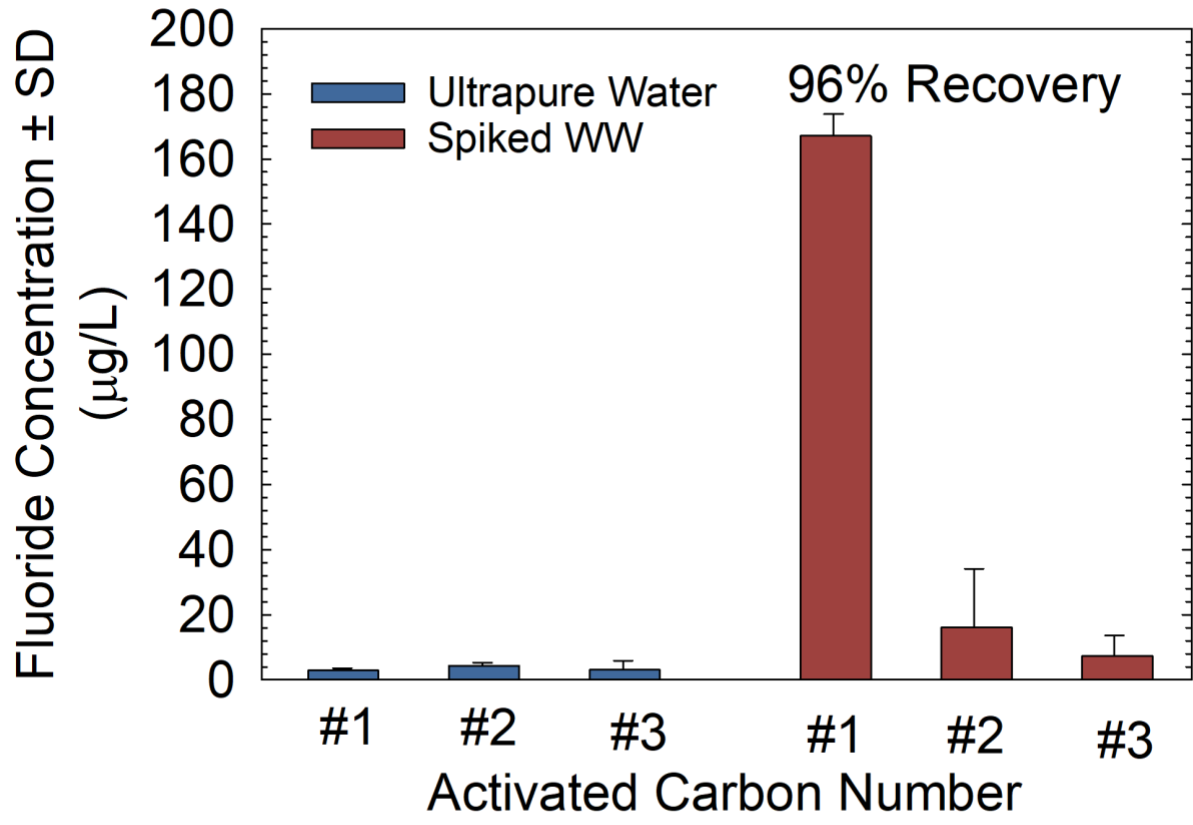 Fluoride Concentration ± SD
(μg/L)
200
180
160
140
120
100
80
60
40
20
0
Ultrapure Water
Spiked WW
96% Recovery
#1 #2 #3 #1 #2 #3
Activated Carbon Number